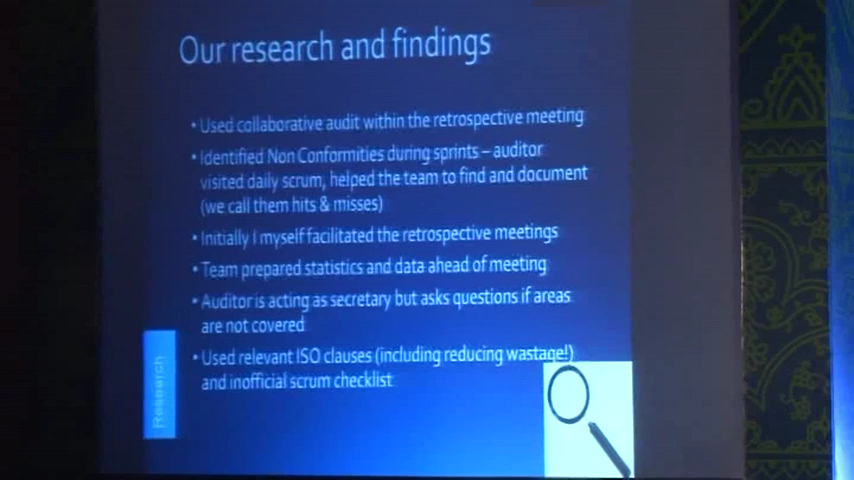 Our research and findings
• Used collaborative audit within the retrospective meeting
• Identified Non Conformities during sprints – auditor
visited daily scrum, helped the team to find and document
(we call them hits & misses)
• Initially I myself facilitated the retrospective meetings
• Team prepared statistics and data ahead of meeting
• Auditor is acting as secretary but asks questions if areas
are not covered
• Used relevant ISO clauses (including reducing wastage!)
and inofficial scrum checklist
Research